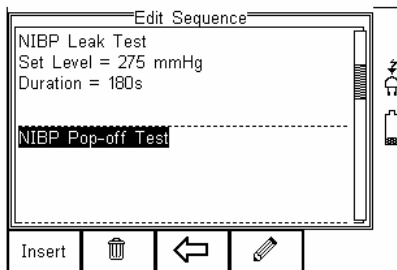 Edit Sequence
NIBP Leak Test
Set Level = 275 mmHg
Duration = 180s
NIBP Pop-off Test
Insert